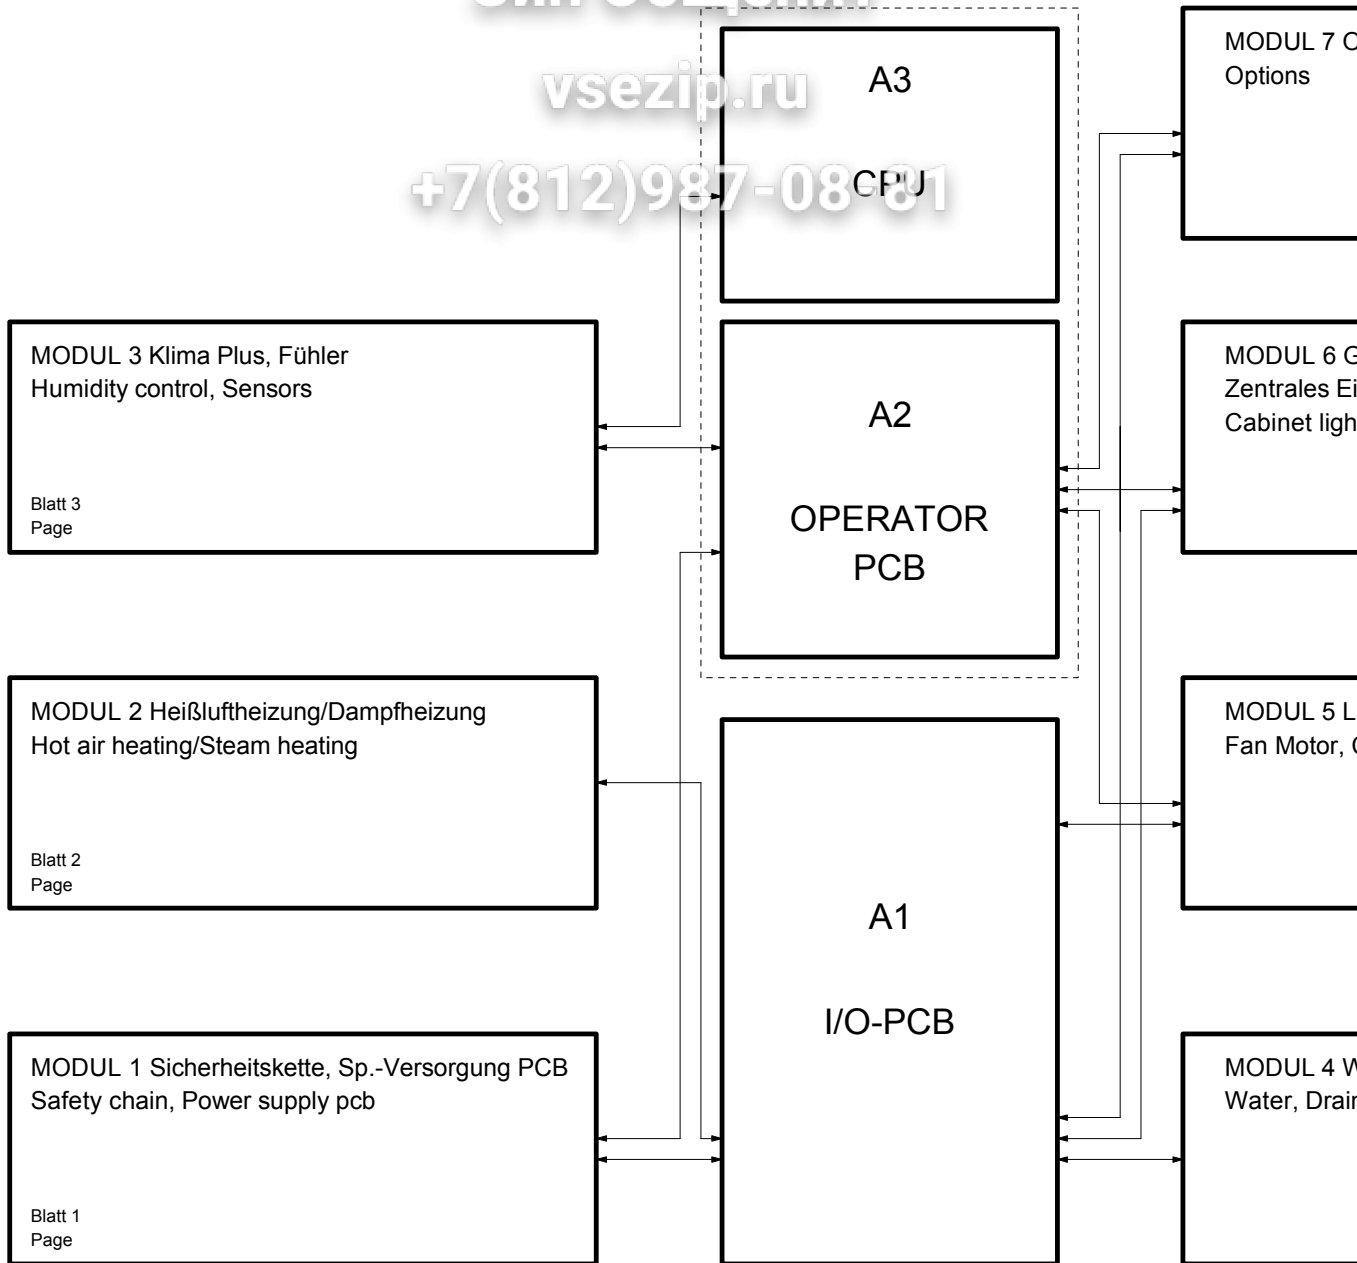 vsezip.ru
+7(812)987-08-81
A3
CPU
MODUL 7
Options
MODUL 3 Klima Plus, Fühler
Humidity control, Sensors
Blatt 3
Page
A2
OPERATOR
PCB
MODUL 6 G
Zentrales Ei
Cabinet ligh
MODUL 2 Heißluftheizung/Dampfheizung
Hot air heating/Steam heating
Blatt 2
Page
A1
I/O-PCB
MODUL 5 L
Fan Motor,
MODUL 1 Sicherheitskette, Sp.-Versorgung PCB
Safety chain, Power supply pcb
Blatt 1
Page
MODUL 4
Water, Drain